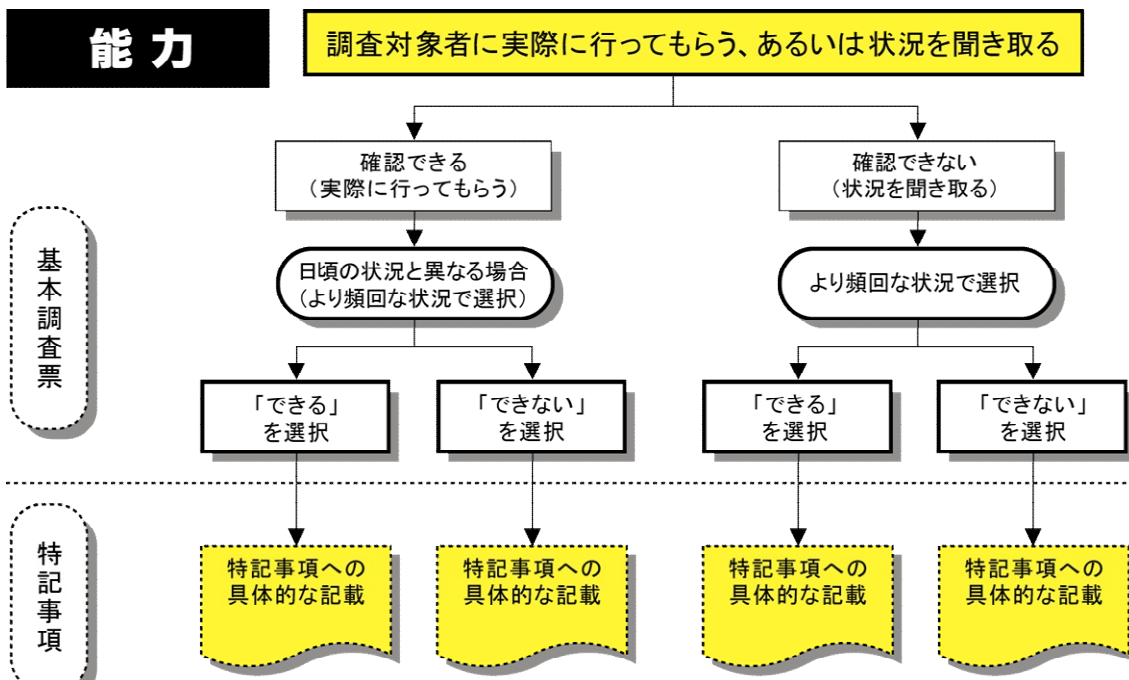 能力
調査対象者に実際に行ってもらう、あるいは状況を聞き取る
確認できる
（実際に行ってもらう）
確認できない
（状況を聞き取る）
基本調査票
日頃の状況と異なる場合
（より頻回な状況で選択）
より頻回な状況で選択
「できる」
を選択
「できない」
を選択
「できる」
を選択
「できない」
を選択
特記事項
特記事項への
具体的な記載
特記事項への
具体的な記載
特記事項への
具体的な記載
特記事項への
具体的な記載